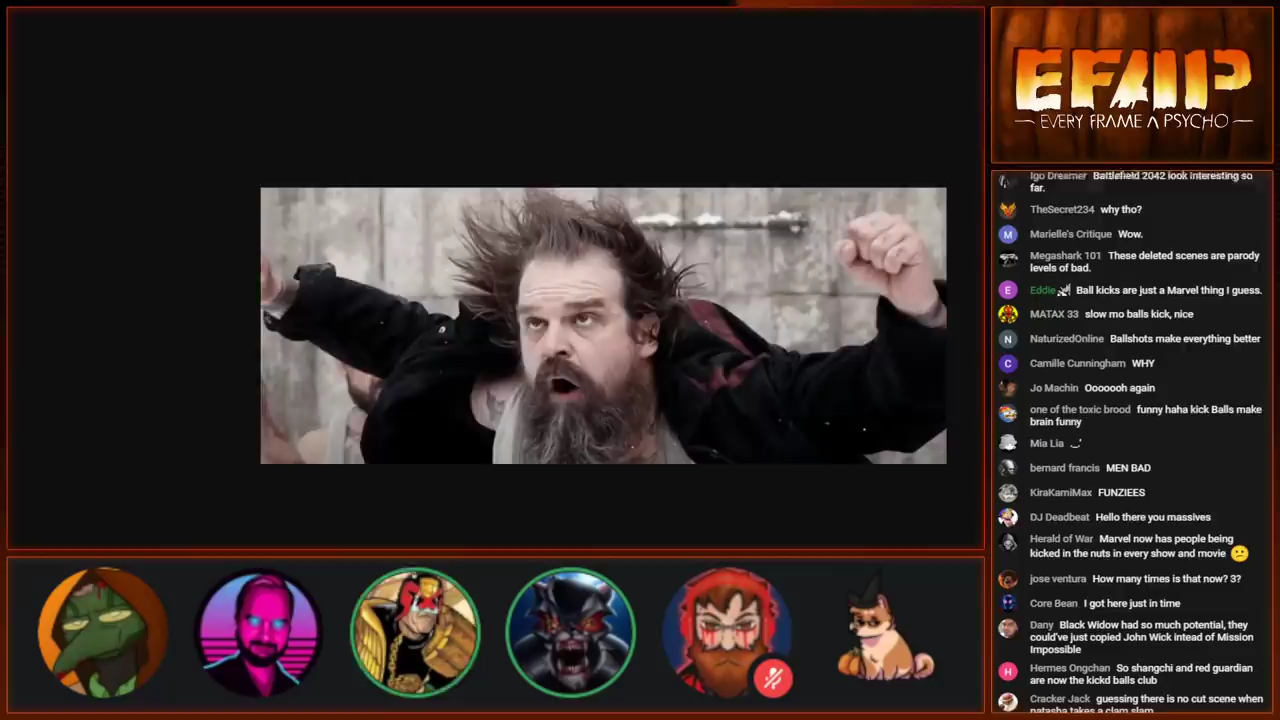 EFAP
EVERY FRAME A PSYCHO
Igo Dreamer Battlefield 2042 look interesting so
far.
TheSecret234 why tho?
M Marielle's Critique Wow.
Megashark 101 These deleted scenes are parody
levels of bad.
E Eddie Ball kicks are just a Marvel thing I guess.
MATAX 33 slow mo balls kick, nice
N NaturizedOnline Ballshots make everything better
C Camille Cunningham WHY
Jo Machin Ooooooh again
one of the toxic brood funny haha kick Balls make
brain funny
Mia Lia ._.'
bernard francis MEN BAD
KiraKamiMax FUNZIEES
DJ Deadbeat Hello there you massives
Herald of War Marvel now has people being
kicked in the nuts in every show and movie 😕
jose ventura How many times is that now? 3?
Core Bean I got here just in time
Dany Black Widow had so much potential, they
could've just copied John Wick intead of Mission
Impossible
H Hermes Ongchan So shangchi and red guardian
are now the kickd balls club
Cracker Jack guessing there is no cut scene when
natasha takes a clam slam